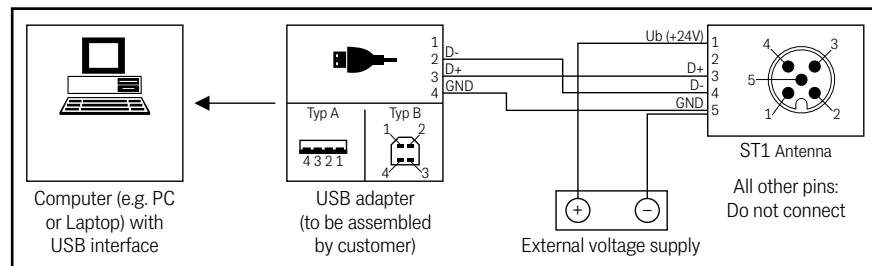 1
2
3
4
D-
D+
GND
Typ A
4 3 2 1
Typ B
1 2
4 3
Ub (+24V)
D+
D-
GND
1
2
3
4
5
4 3
5
1 2
ST1 Antenna
All other pins:
Do not connect
+ −
External voltage supply
Computer (e.g. PC
or Laptop) with
USB interface
USB adapter
(to be assembled
by customer)